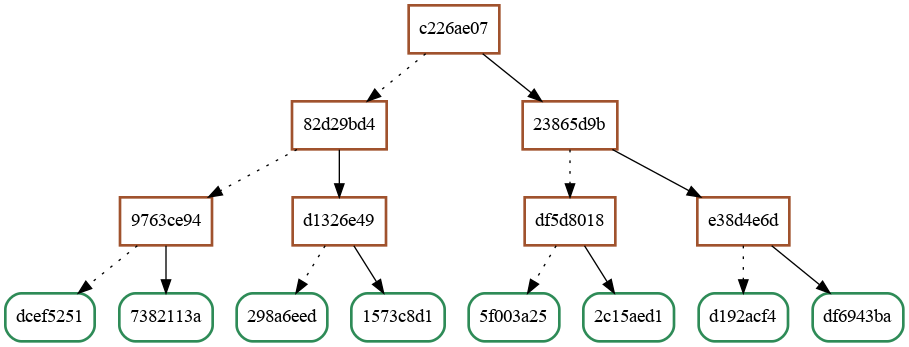 c226ae07
82d29bd4
23865d9b
9763ce94
d1326e49
df5d8018
e38d4e6d
dcef5251
7382113a
298a6eed
1573c8d1
5f003a25
2c15aed1
d192acf4
df6943ba